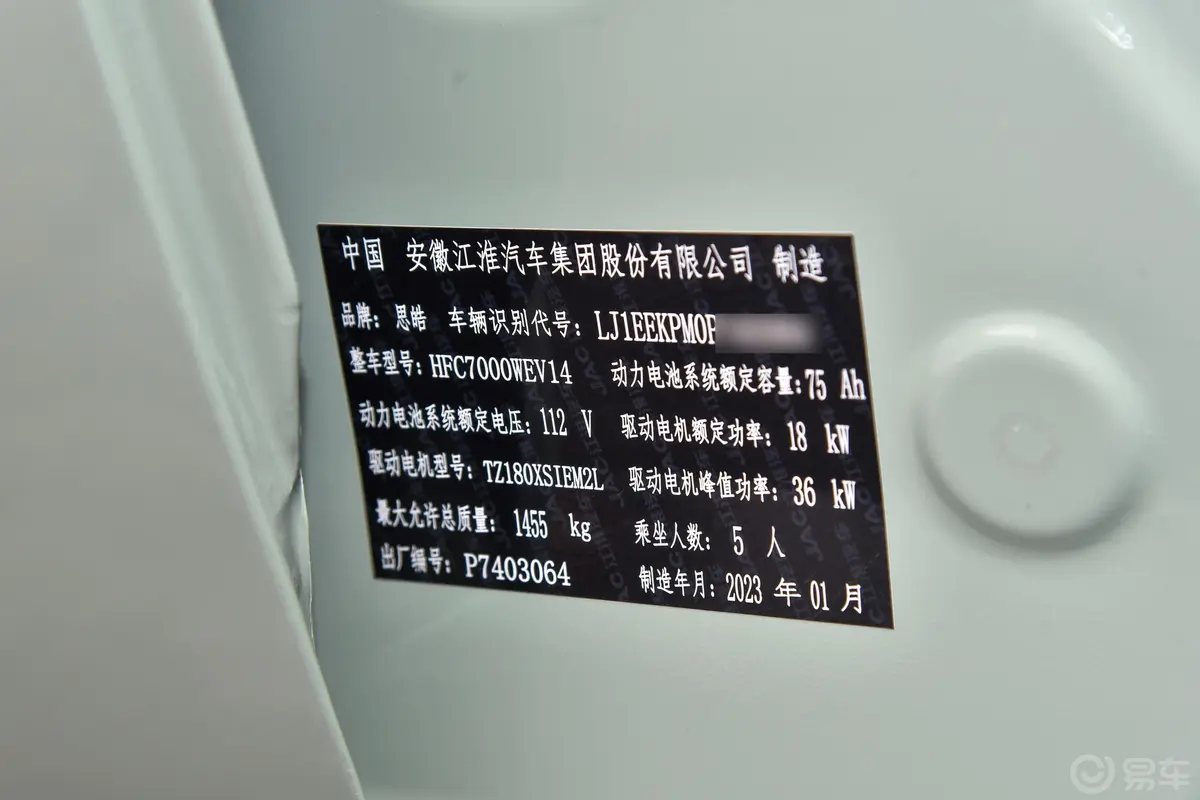 中国 安徽江淮汽车集团股份有限公司 制造
品牌：思皓 车辆识别代号：LJ1EEKPM0P
整车型号：HFC7000WEV14 动力电池系统额定容量：75 Ah
动力电池系统额定电压：112 V 驱动电机额定功率：18 kW
驱动电机型号：TZ180XSIEM2L 驱动电机峰值功率：36 kW
最大允许总质量：1455 kg 乘坐人数：5 人
出厂编号：P7403064 制造年月：2023 年 01 月
易车